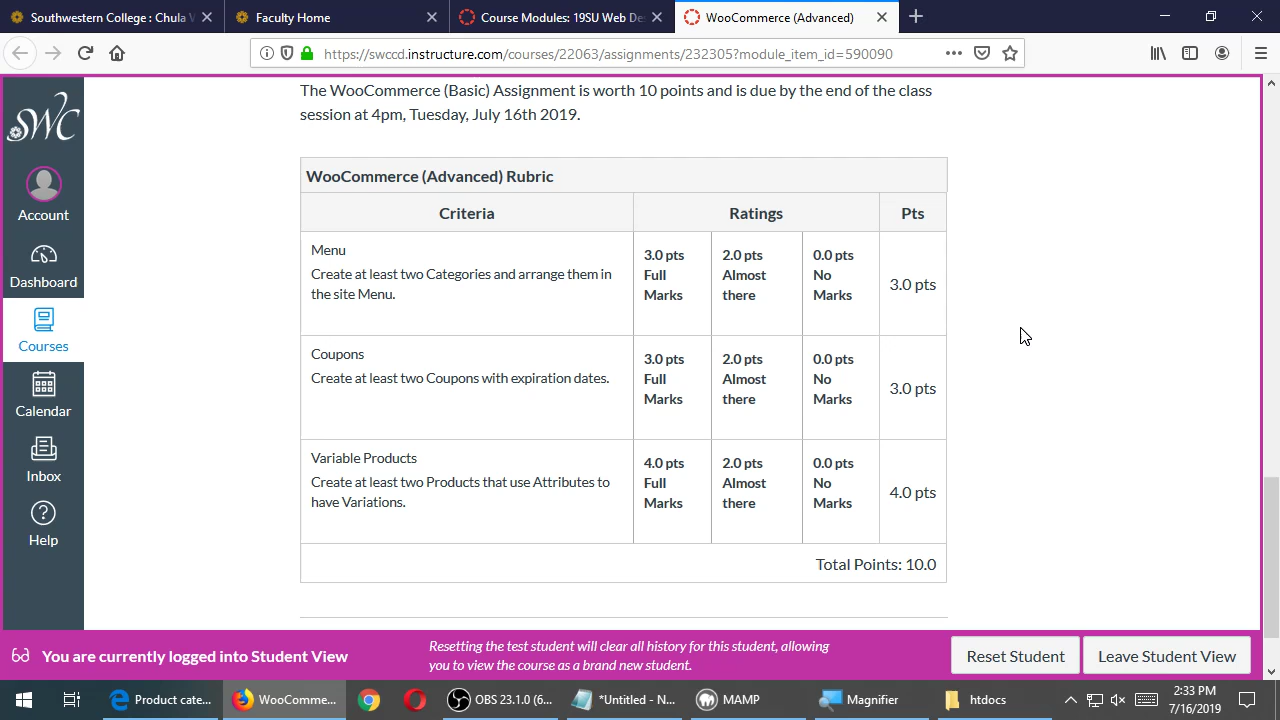 Southwestern College : Chula V
Faculty Home
Course Modules: 19SU Web De
WooCommerce (Advanced)
https://swccd.instructure.com/courses/22063/assignments/232305?module_item_id=590090
SWC
Account
Dashboard
Courses
Calendar
Inbox
Help
The WooCommerce (Basic) Assignment is worth 10 points and is due by the end of the class
session at 4pm, Tuesday, July 16th 2019.
WooCommerce (Advanced) Rubric
Criteria Ratings Pts
Menu
Create at least two Categories and arrange them in
the site Menu.
3.0 pts
Full
Marks
2.0 pts
Almost
there
0.0 pts
No
Marks
3.0 pts
Coupons
Create at least two Coupons with expiration dates.
3.0 pts
Full
Marks
2.0 pts
Almost
there
0.0 pts
No
Marks
3.0 pts
Variable Products
Create at least two Products that use Attributes to
have Variations.
4.0 pts
Full
Marks
2.0 pts
Almost
there
0.0 pts
No
Marks
4.0 pts
Total Points: 10.0
You are currently logged into Student View
Resetting the test student will clear all history for this student, allowing
you to view the course as a brand new student.
Reset Student
Leave Student View
Product cate...
WooComme...
OBS 23.1.0 (6...
*Untitled - N...
MAMP
Magnifier
htdocs
2:33 PM
7/16/2019